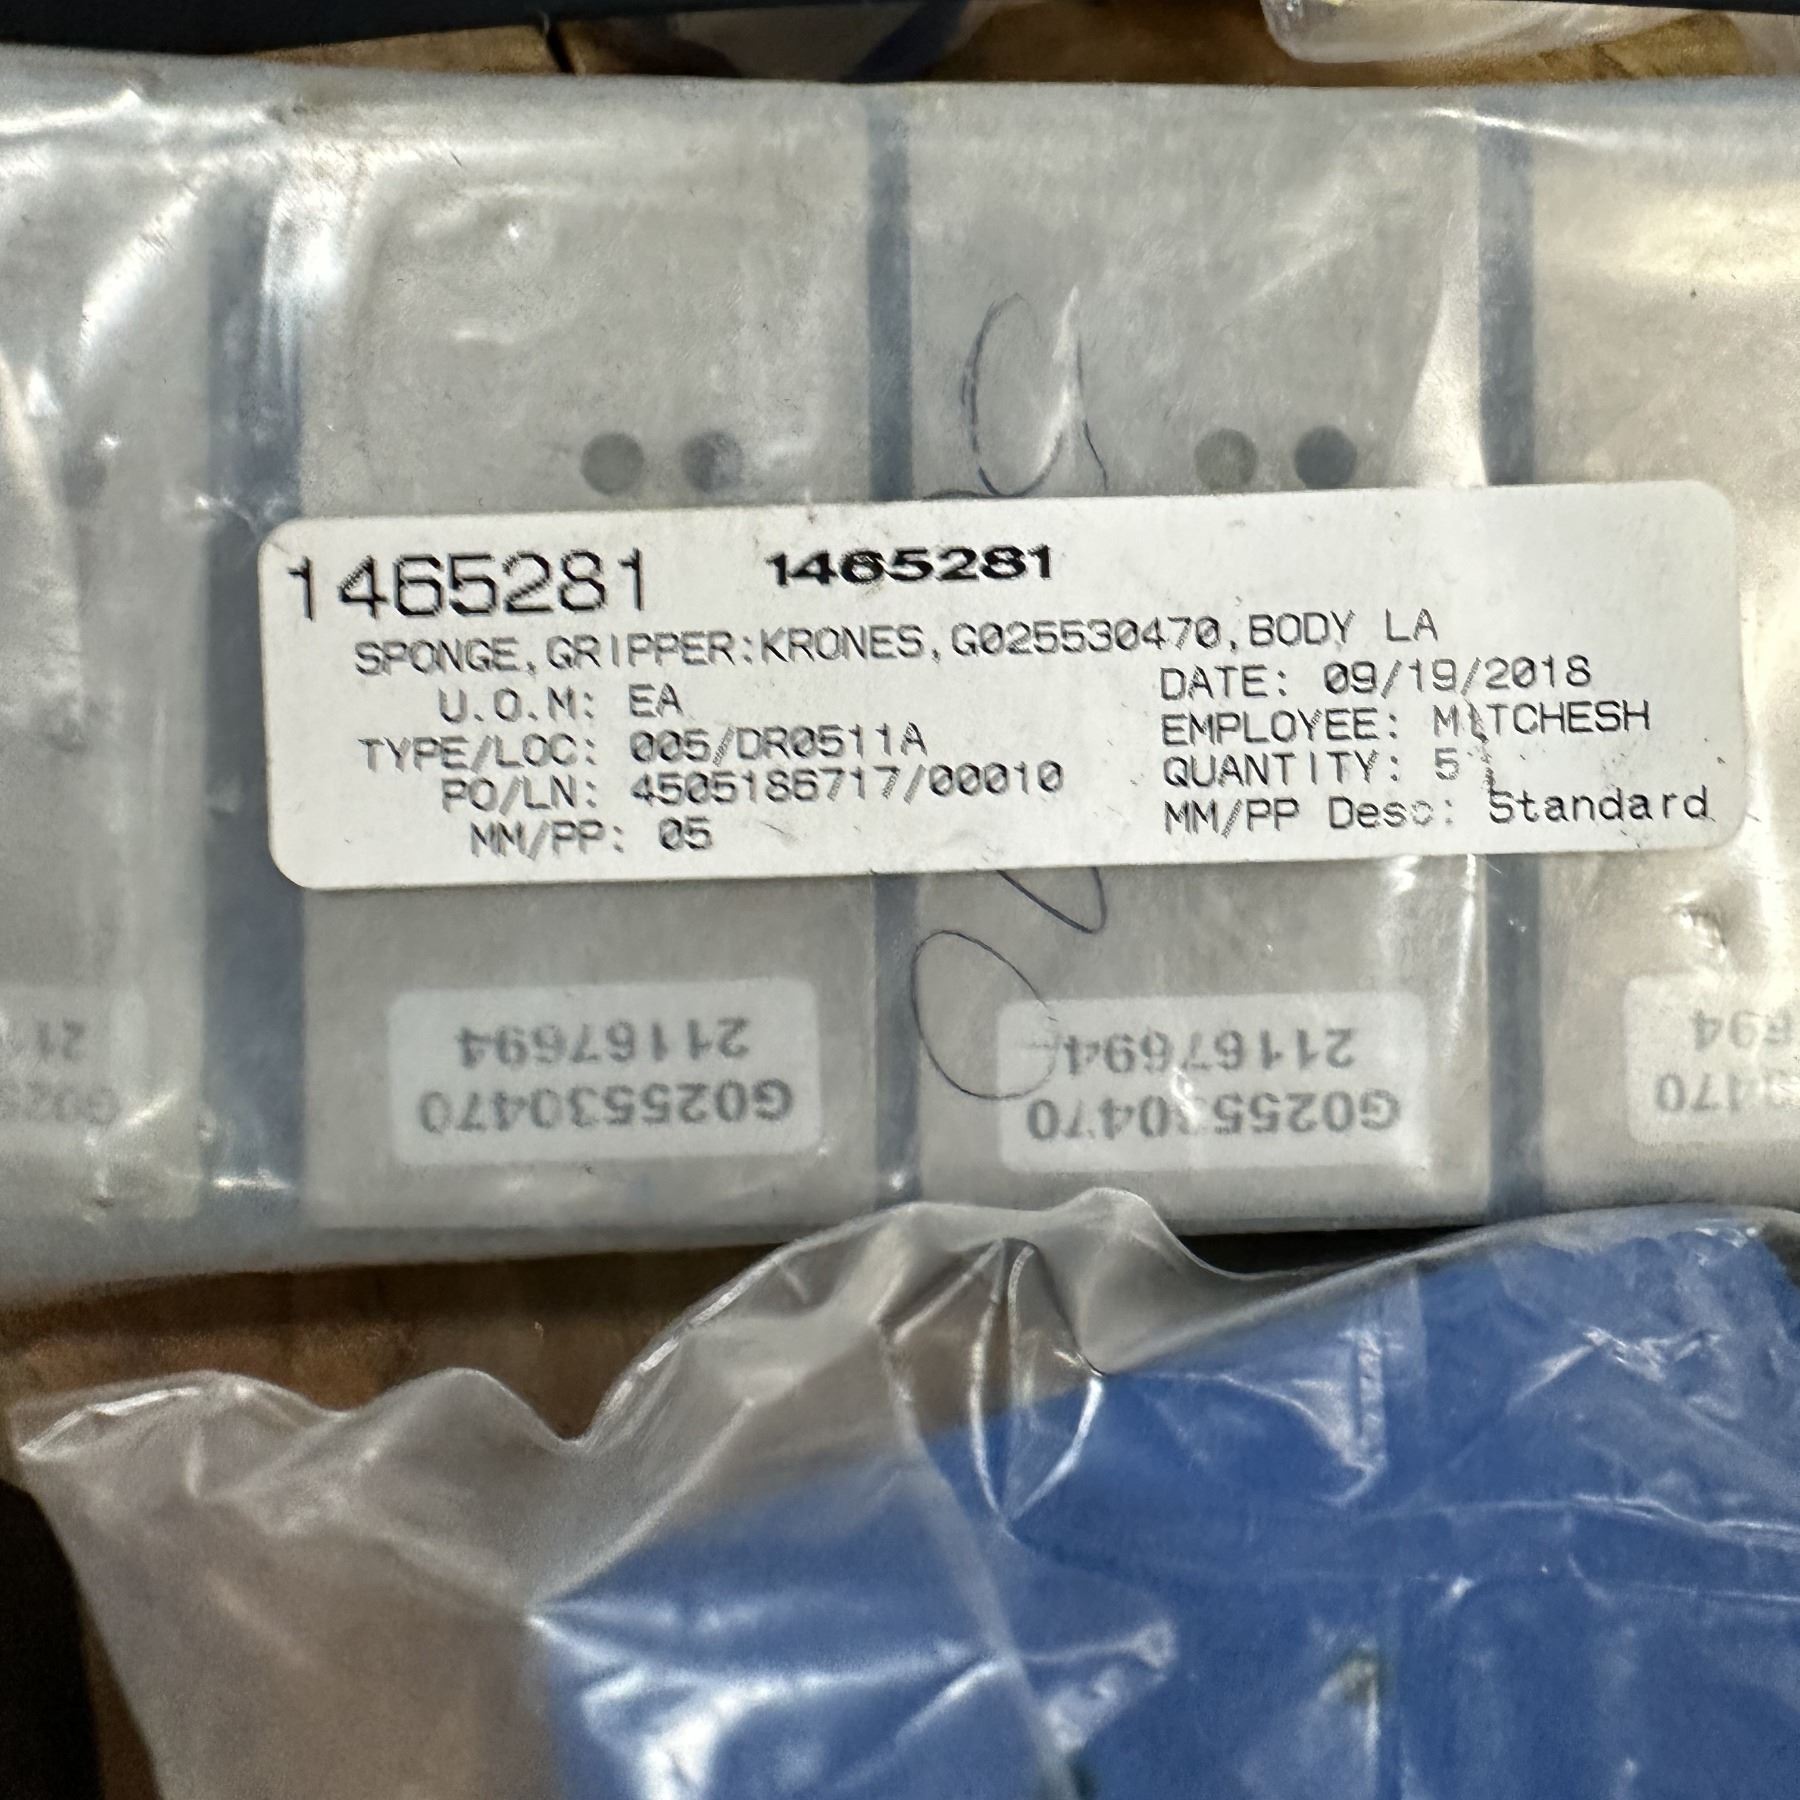 1465281 1465281
SPONGE,GRIPPER:KRONES,G025530470,BODY LA
U.O.M: EA
DATE: 09/19/2018
TYPE/LOC: 005/DR0511A
EMPLOYEE: MITCHESH
PO/LN: 4505186717/00010
QUANTITY: 5
MM/PP: 05
MM/PP Desc: Standard
G025530470
21167694
G025530470
21167694